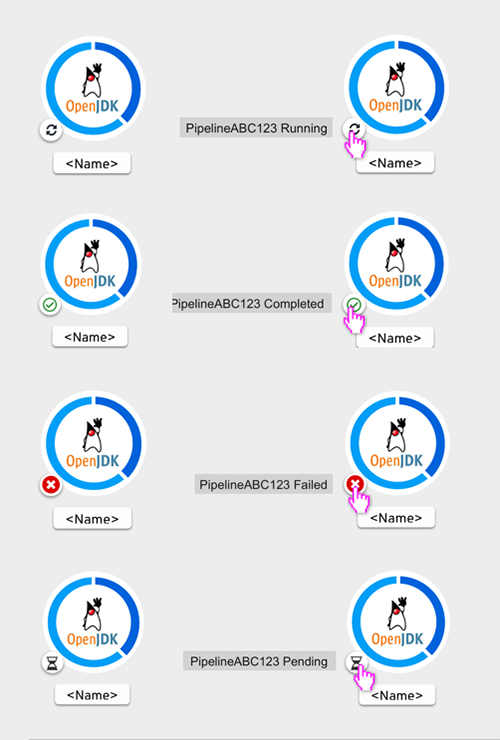 OpenJDK
OpenJDK
PipelineABC123 Running
<Name>
<Name>
OpenJDK
OpenJDK
PipelineABC123 Completed
<Name>
<Name>
OpenJDK
OpenJDK
PipelineABC123 Failed
<Name>
<Name>
OpenJDK
OpenJDK
PipelineABC123 Pending
<Name>
<Name>